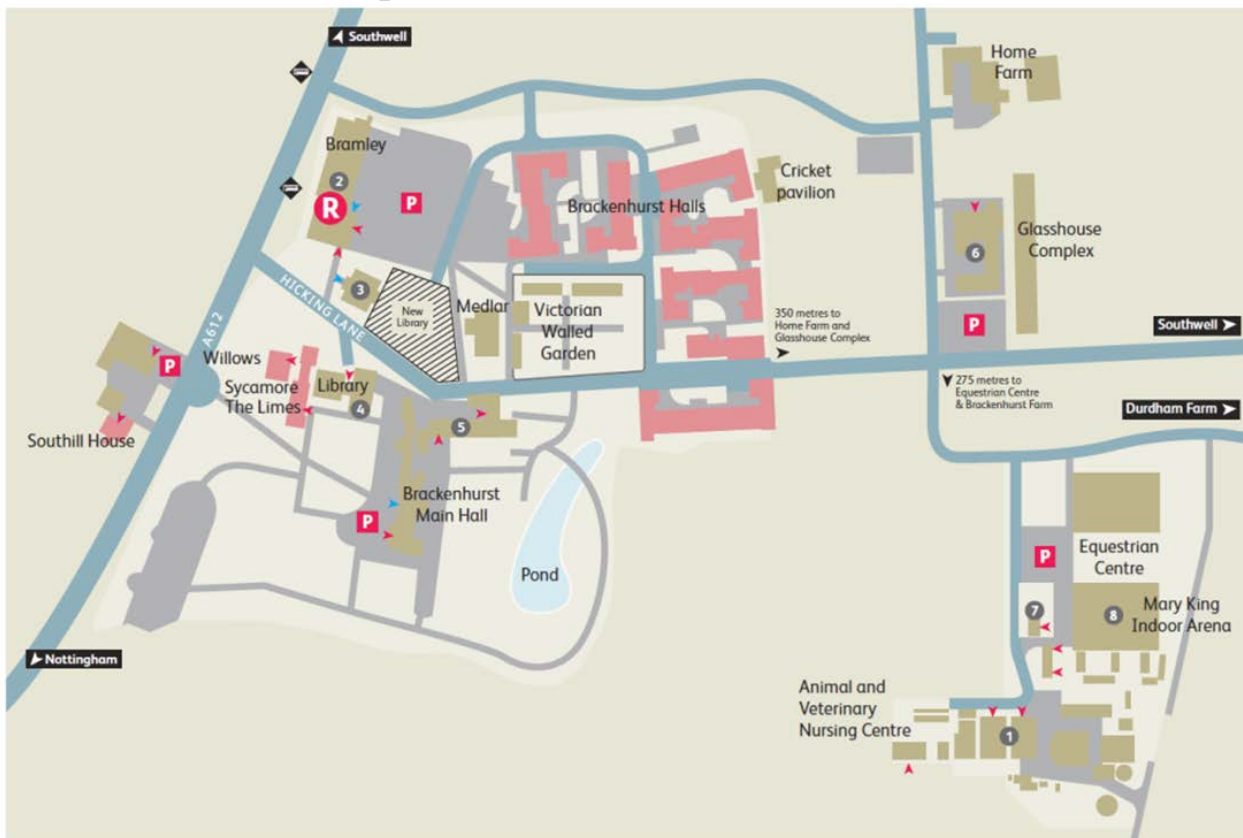 Southwell
Home
Farm
Bramley
2
R
P
Cricket
pavilion
Brackenhurst Halls
Glasshouse
Complex
6
HICKING LANE
3
New
Library
Medlar
Victorian
Walled
Garden
350 metres to
Home Farm and
Glasshouse Complex
P
Southwell
A612
P
Willows
Sycamore
The Limes
Library
4
5
275 metres to
Equestrian Centre
& Brackenhurst Farm
Durdham Farm
Southill House
Brackenhurst
Main Hall
P
Pond
P
Equestrian
Centre
7
8
Mary King
Indoor Arena
Nottingham
Animal and
Veterinary
Nursing Centre
1